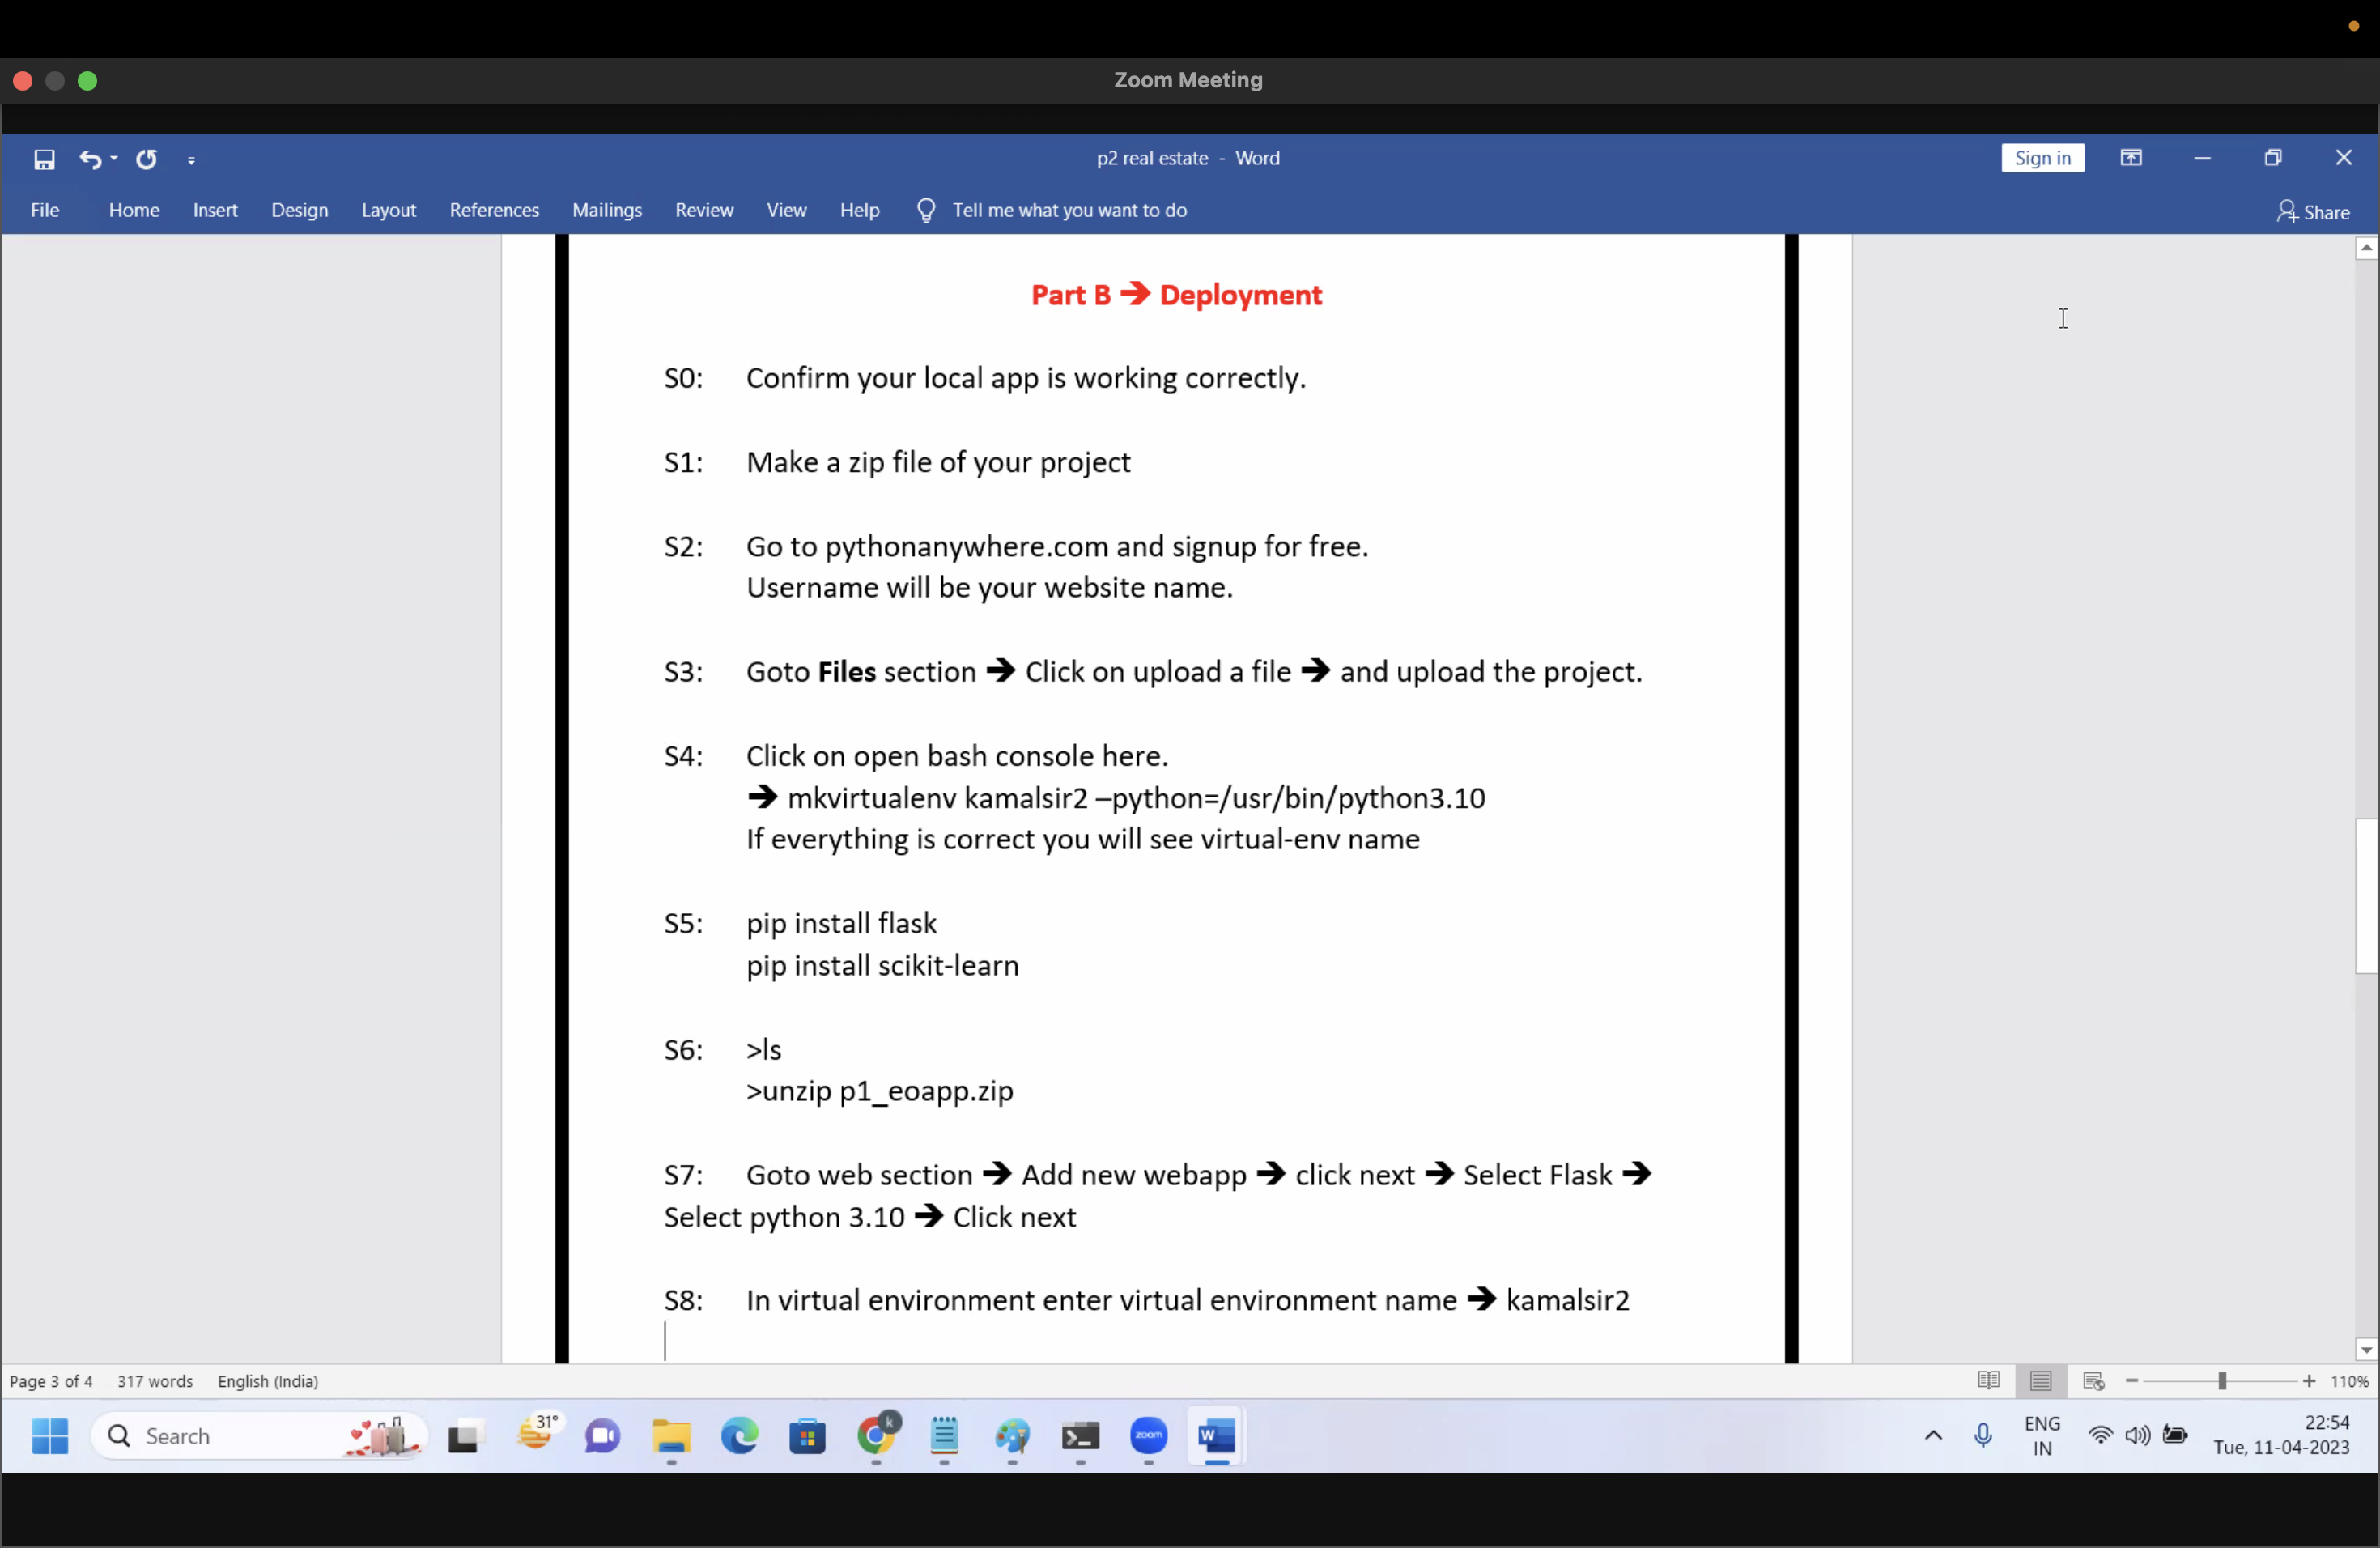 Zoom Meeting
p2 real estate - Word
Sign in
File Home Insert Design Layout References Mailings Review View Help Tell me what you want to do
Share
Part B ➔ Deployment
S0: Confirm your local app is working correctly.
S1: Make a zip file of your project
S2: Go to pythonanywhere.com and signup for free.
Username will be your website name.
S3: Goto Files section ➔ Click on upload a file ➔ and upload the project.
S4: Click on open bash console here.
➔ mkvirtualenv kamalsir2 –python=/usr/bin/python3.10
If everything is correct you will see virtual-env name
S5: pip install flask
pip install scikit-learn
S6: >ls
>unzip p1_eoapp.zip
S7: Goto web section ➔ Add new webapp ➔ click next ➔ Select Flask ➔
Select python 3.10 ➔ Click next
S8: In virtual environment enter virtual environment name ➔ kamalsir2
Page 3 of 4 317 words English (India)
110%
Search
31°
k
zoom
W
ENG
IN
22:54
Tue, 11-04-2023